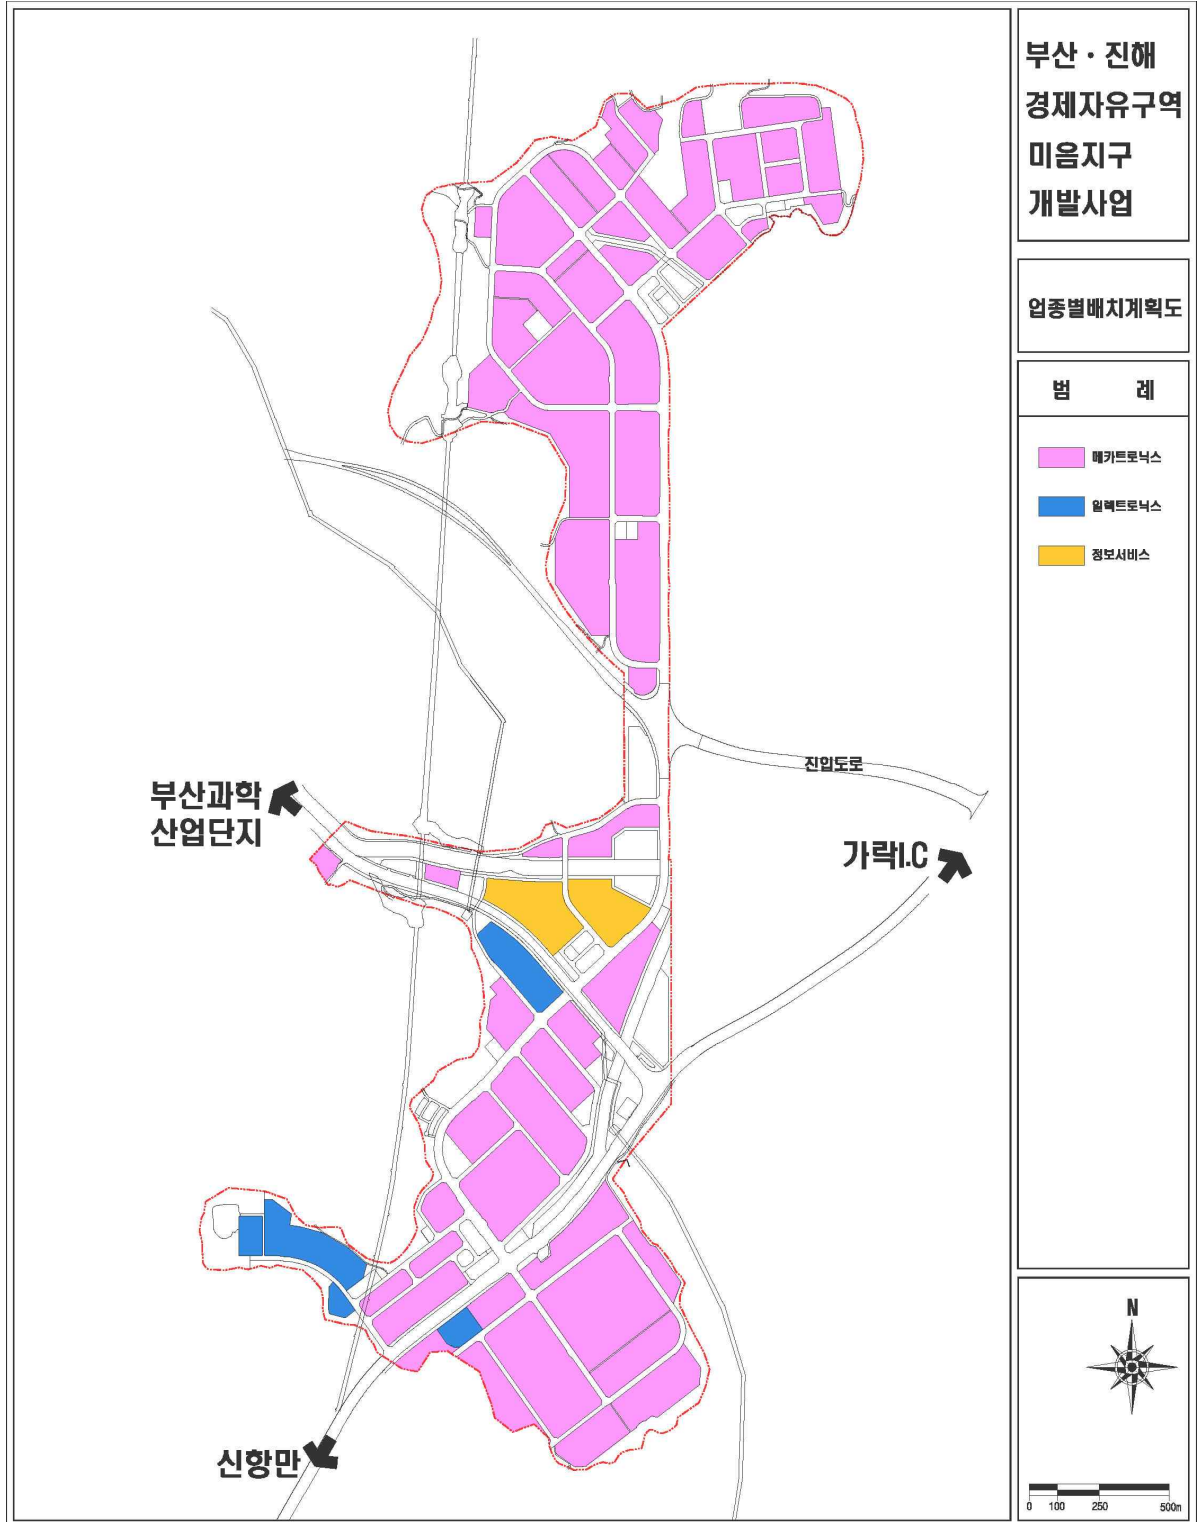 부산·진해
경제자유구역
미음지구
개발사업
업종별배치계획도
범 례
메카트로닉스
일렉트로닉스
정보서비스
진입도로
부산과학
산업단지
가락I.C
신항만
N
0 100 250 500m